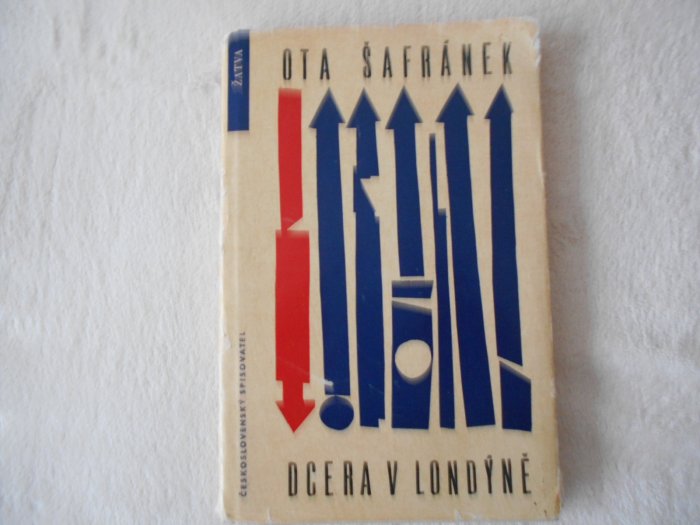 ŽATVA
OTA ŠAFRÁNEK
ČESKOSLOVENSKÝ SPISOVATEL
DCERA V LONDÝNĚ